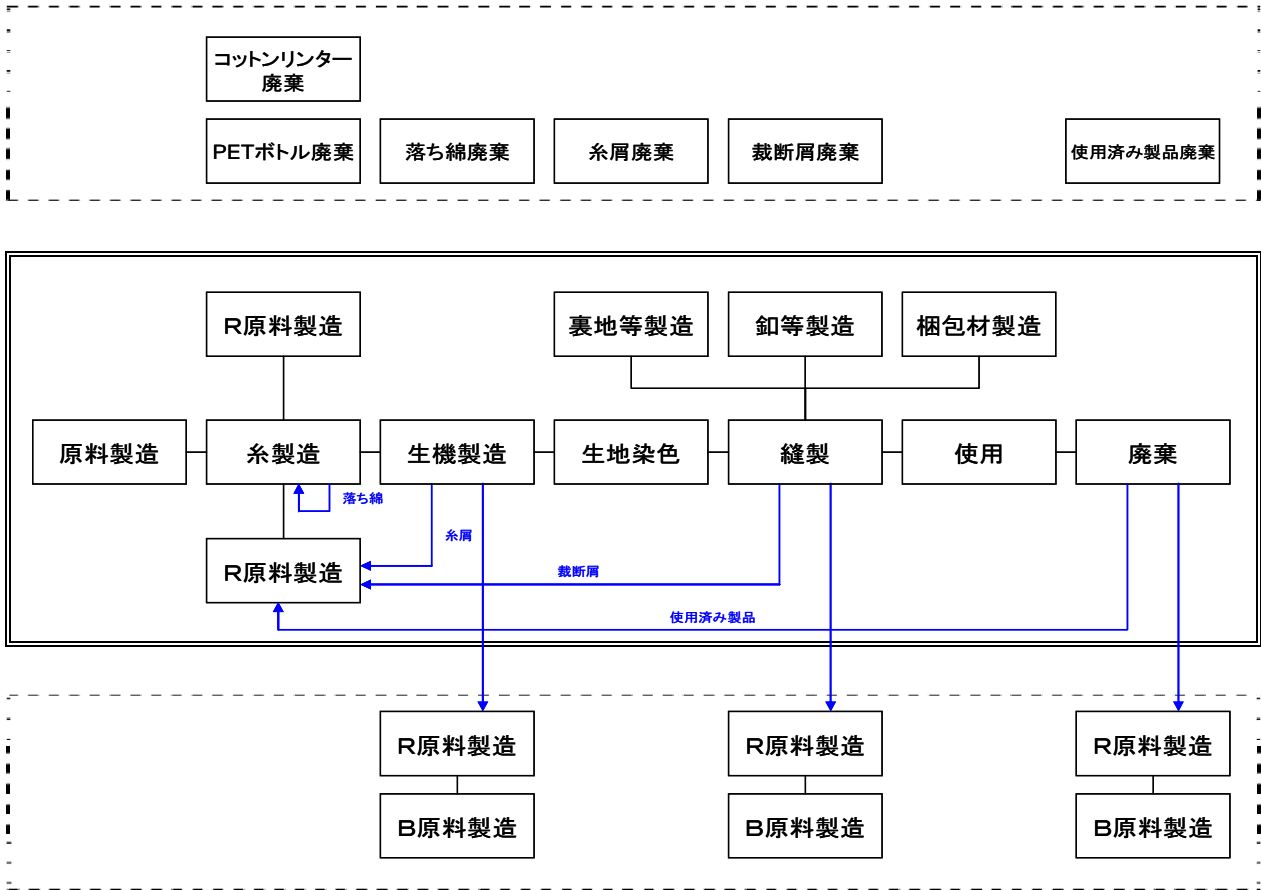 コットンリンター
廃棄
PETボトル廃棄
落ち綿廃棄
糸屑廃棄
裁断屑廃棄
使用済み製品廃棄
R原料製造
裏地等製造
釦等製造
梱包材製造
原料製造
糸製造
生機製造
生地染色
縫製
使用
廃棄
落ち綿
糸屑
R原料製造
裁断屑
使用済み製品
R原料製造
R原料製造
R原料製造
B原料製造
B原料製造
B原料製造